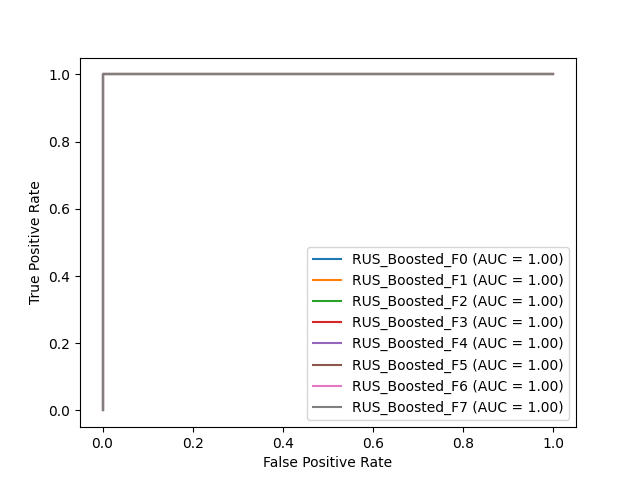 1.0
0.8
0.6
0.4
0.2
0.0
True Positive Rate
RUS_Boosted_F0 (AUC = 1.00)
RUS_Boosted_F1 (AUC = 1.00)
RUS_Boosted_F2 (AUC = 1.00)
RUS_Boosted_F3 (AUC = 1.00)
RUS_Boosted_F4 (AUC = 1.00)
RUS_Boosted_F5 (AUC = 1.00)
RUS_Boosted_F6 (AUC = 1.00)
RUS_Boosted_F7 (AUC = 1.00)
0.0 0.2 0.4 0.6 0.8 1.0
False Positive Rate